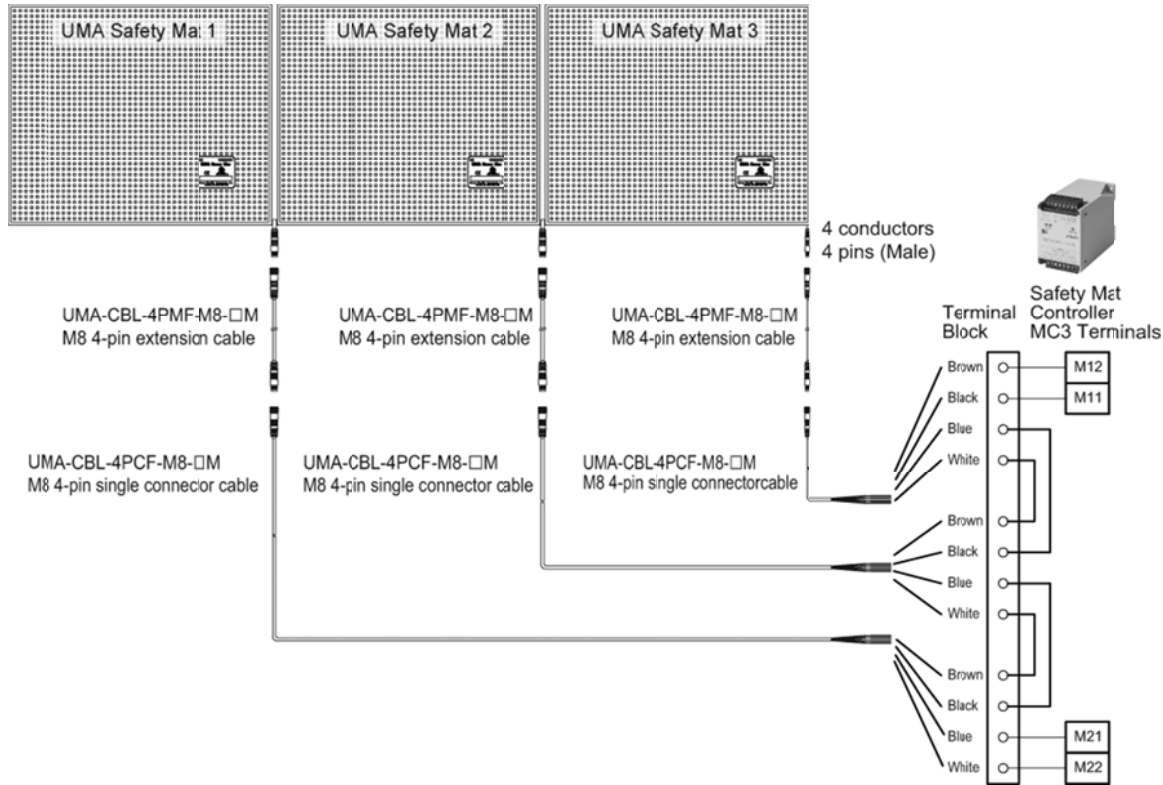 UMA Safety Mat 1
UMA Safety Mat 2
UMA Safety Mat 3
4 conductors
4 pins (Male)
UMA-CBL-4PMF-M8-□M
M8 4-pin extension cable
UMA-CBL-4PMF-M8-□M
M8 4-pin extension cable
UMA-CBL-4PMF-M8-□M
M8 4-pin extension cable
Terminal
Block
Safety Mat
Controller
MC3 Terminals
UMA-CBL-4PCF-M8-□M
M8 4-pin single connector cable
UMA-CBL-4PCF-M8-□M
M8 4-pin single connector cable
UMA-CBL-4PCF-M8-□M
M8 4-pin single connectorcable
Brown
M12
Black
M11
Blue
White
Brown
Black
Blue
White
Brown
Black
Blue
M21
White
M22